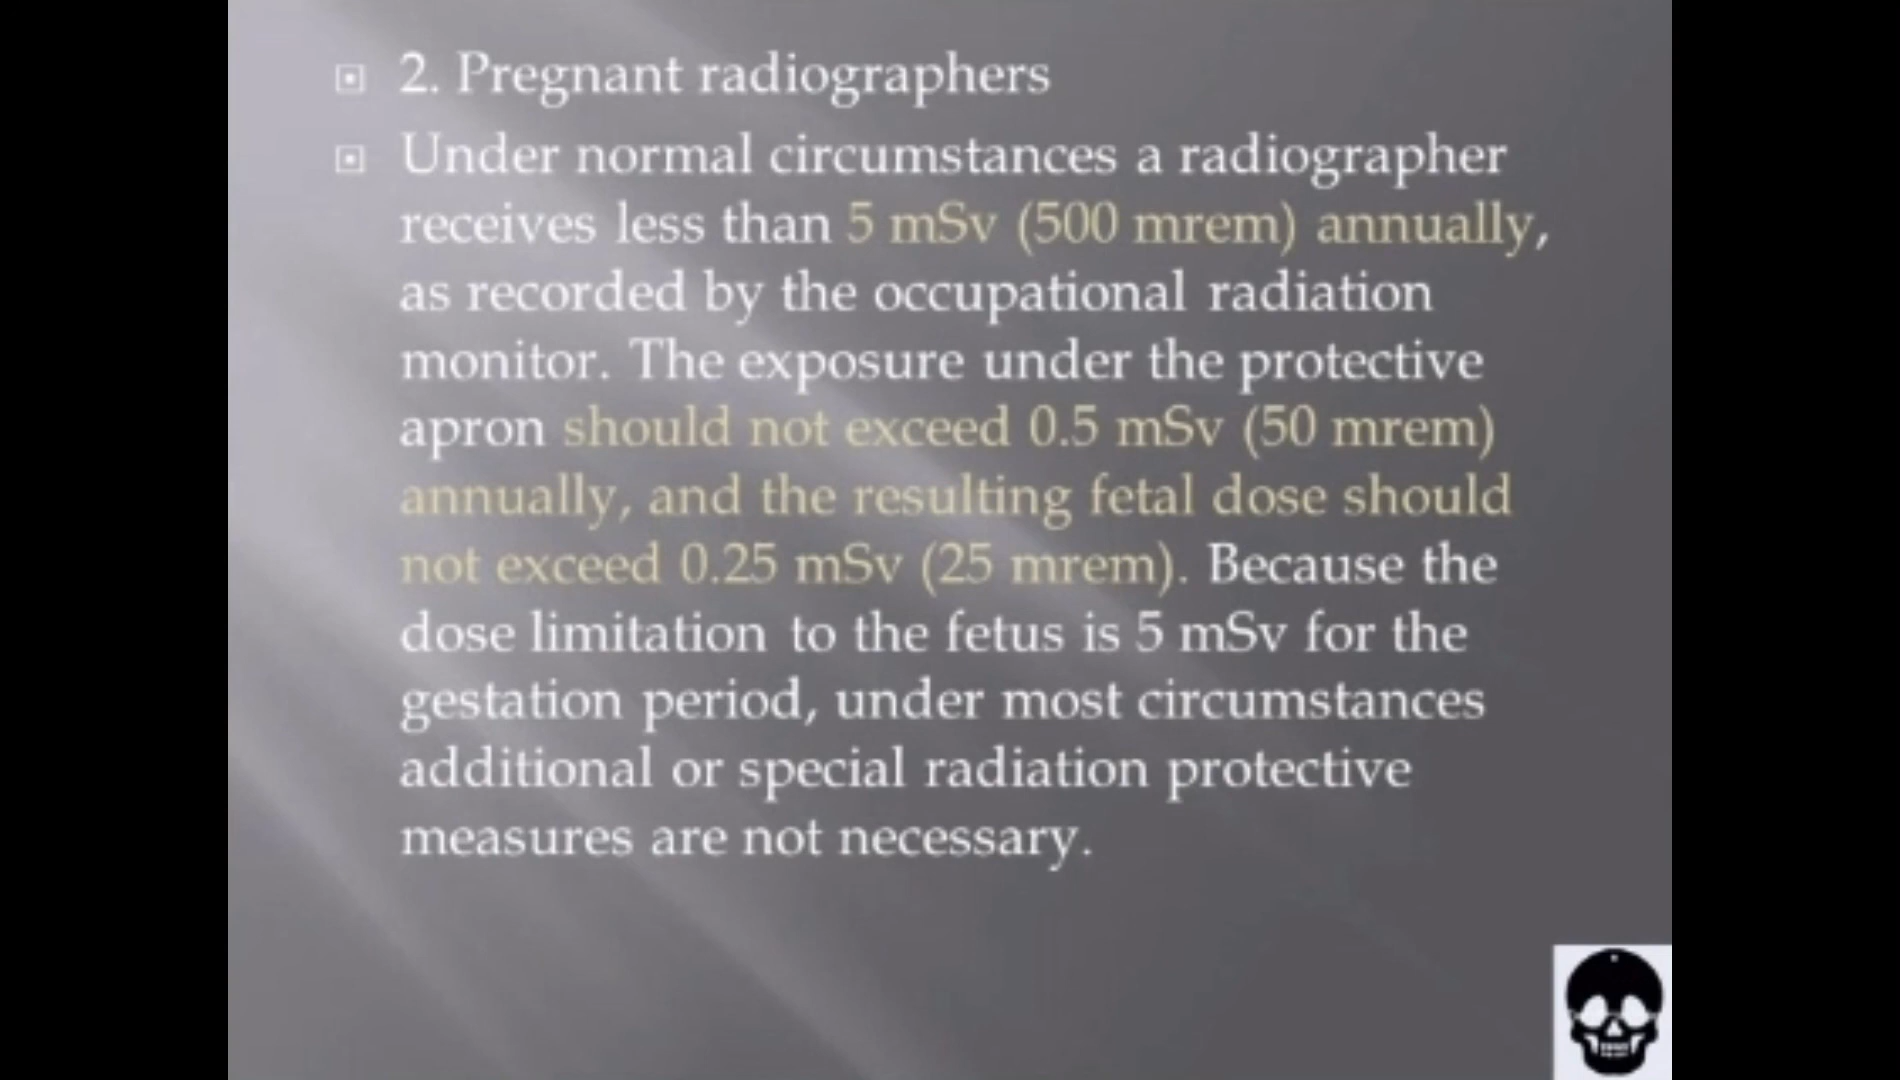 2. Pregnant radiographers
Under normal circumstances a radiographer
receives less than 5 mSv (500 mrem) annually,
as recorded by the occupational radiation
monitor. The exposure under the protective
apron should not exceed 0.5 mSv (50 mrem)
annually, and the resulting fetal dose should
not exceed 0.25 mSv (25 mrem). Because the
dose limitation to the fetus is 5 mSv for the
gestation period, under most circumstances
additional or special radiation protective
measures are not necessary.